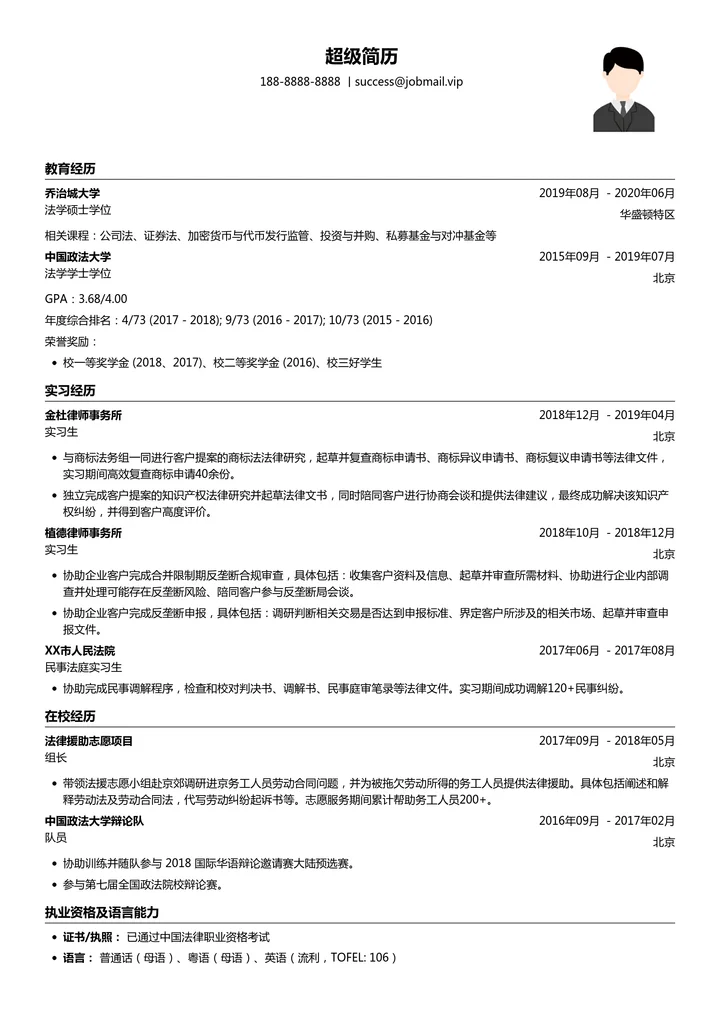 超级简历
188-8888-8888 | success@jobmail.vip
教育经历
乔治城大学 2019年08月 - 2020年06月
法学硕士学位 华盛顿特区
相关课程：公司法、证券法、加密货币与代币发行监管、投资与并购、私募基金与对冲基金等
中国政法大学 2015年09月 - 2019年07月
法学学士学位 北京
GPA：3.68/4.00
年度综合排名：4/73 (2017 - 2018); 9/73 (2016 - 2017); 10/73 (2015 - 2016)
荣誉奖励：
• 校一等奖学金 (2018、2017)、校二等奖学金 (2016)、校三好学生
实习经历
金杜律师事务所 2018年12月 - 2019年04月
实习生 北京
• 与商标法务组一同进行客户提案的商标法法律研究，起草并复查商标申请书、商标异议申请书、商标复议申请书等法律文件，
实习期间高效复查商标申请40余份。
• 独立完成客户提案的知识产权法律研究并起草法律文书，同时陪同客户进行协商会谈和提供法律建议，最终成功解决该知识产
权纠纷，并得到客户高度评价。
植德律师事务所 2018年10月 - 2018年12月
实习生 北京
• 协助企业客户完成合并限制期反垄断合规审查，具体包括：收集客户资料及信息、起草并审查所需材料、协助进行企业内部调
查并处理可能存在反垄断风险、陪同客户参与反垄断局会谈。
• 协助企业客户完成反垄断申报，具体包括：调研判断相关交易是否达到申报标准、界定客户所涉及的相关市场、起草并审查申
报文件。
XX市人民法院 2017年06月 - 2017年08月
民事法庭实习生
• 协助完成民事调解程序，检查和校对判决书、调解书、民事庭审笔录等法律文件。实习期间成功调解120+民事纠纷。
在校经历
法律援助志愿项目 2017年09月 - 2018年05月
组长 北京
• 带领法援志愿小组赴京郊调研进京务工人员劳动合同问题，并为被拖欠劳动所得的务工人员提供法律援助。具体包括阐述和解
释劳动法及劳动合同法，代写劳动纠纷起诉书等。志愿服务期间累计帮助务工人员200+。
中国政法大学辩论队 2016年09月 - 2017年02月
队员 北京
• 协助训练并随队参与 2018 国际华语辩论邀请赛大陆预选赛。
• 参与第七届全国政法院校辩论赛。
执业资格及语言能力
• 证书/执照： 已通过中国法律职业资格考试
• 语言： 普通话（母语）、粤语（母语）、英语（流利，TOFEL: 106）